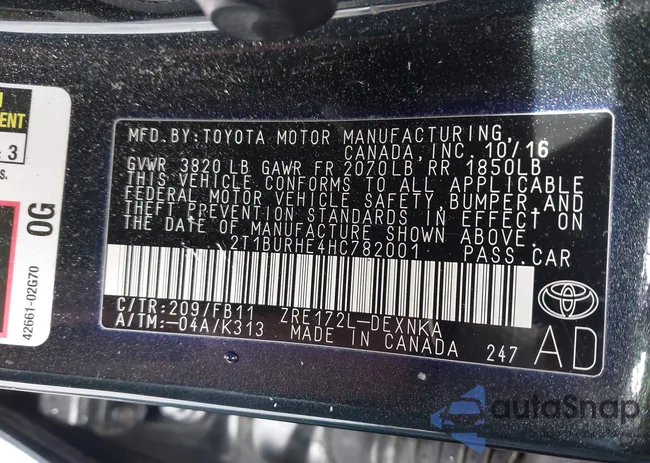 MENT
: 3
s.
0G
42661-02G70
MFD.BY:TOYOTA MOTOR MANUFACTURING,
CANADA,INC. 10/16
GVWR 3820 LB GAWR FR 2070LB RR 1850LB
THIS VEHICLE CONFORMS TO ALL APPLICABLE
FEDERAL MOTOR VEHICLE SAFETY, BUMPER,AND
THEFT PREVENTION STANDARDS IN EFFECT ON
THE DATE OF MANUFACTURE SHOWN ABOVE.
2T1BURHE4HC782001 PASS.CAR
C/TR:209/FB11 ZRE172L-DEXNKA
A/TM:-04A/K313 MADE IN CANADA 247
AD
autoSnap